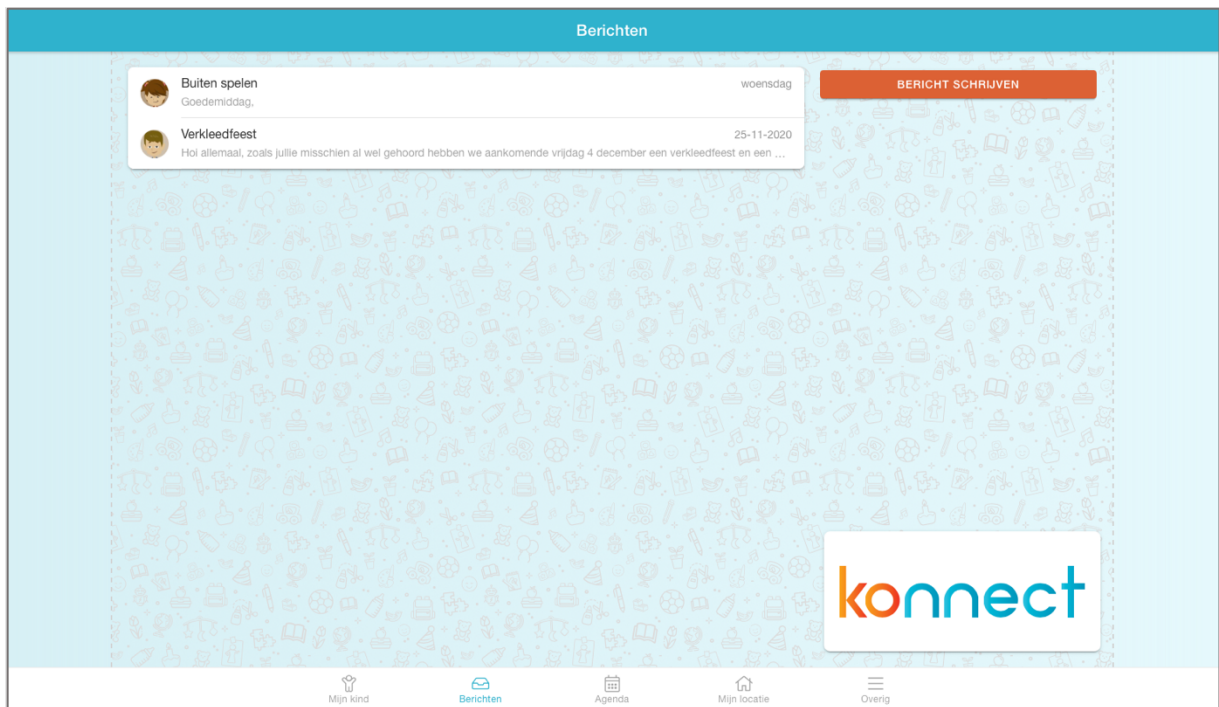 Berichten
Buiten spelen
woensdag
Goedemiddag,
Verkleedfeest
25-11-2020
Hoi allemaal, zoals jullie misschien al wel gehoord hebben we aankomende vrijdag 4 december een verkleedfeest en een ...
BERICHT SCHRIJVEN
konnect
Mijn kind
Berichten
Agenda
Mijn locatie
Overig